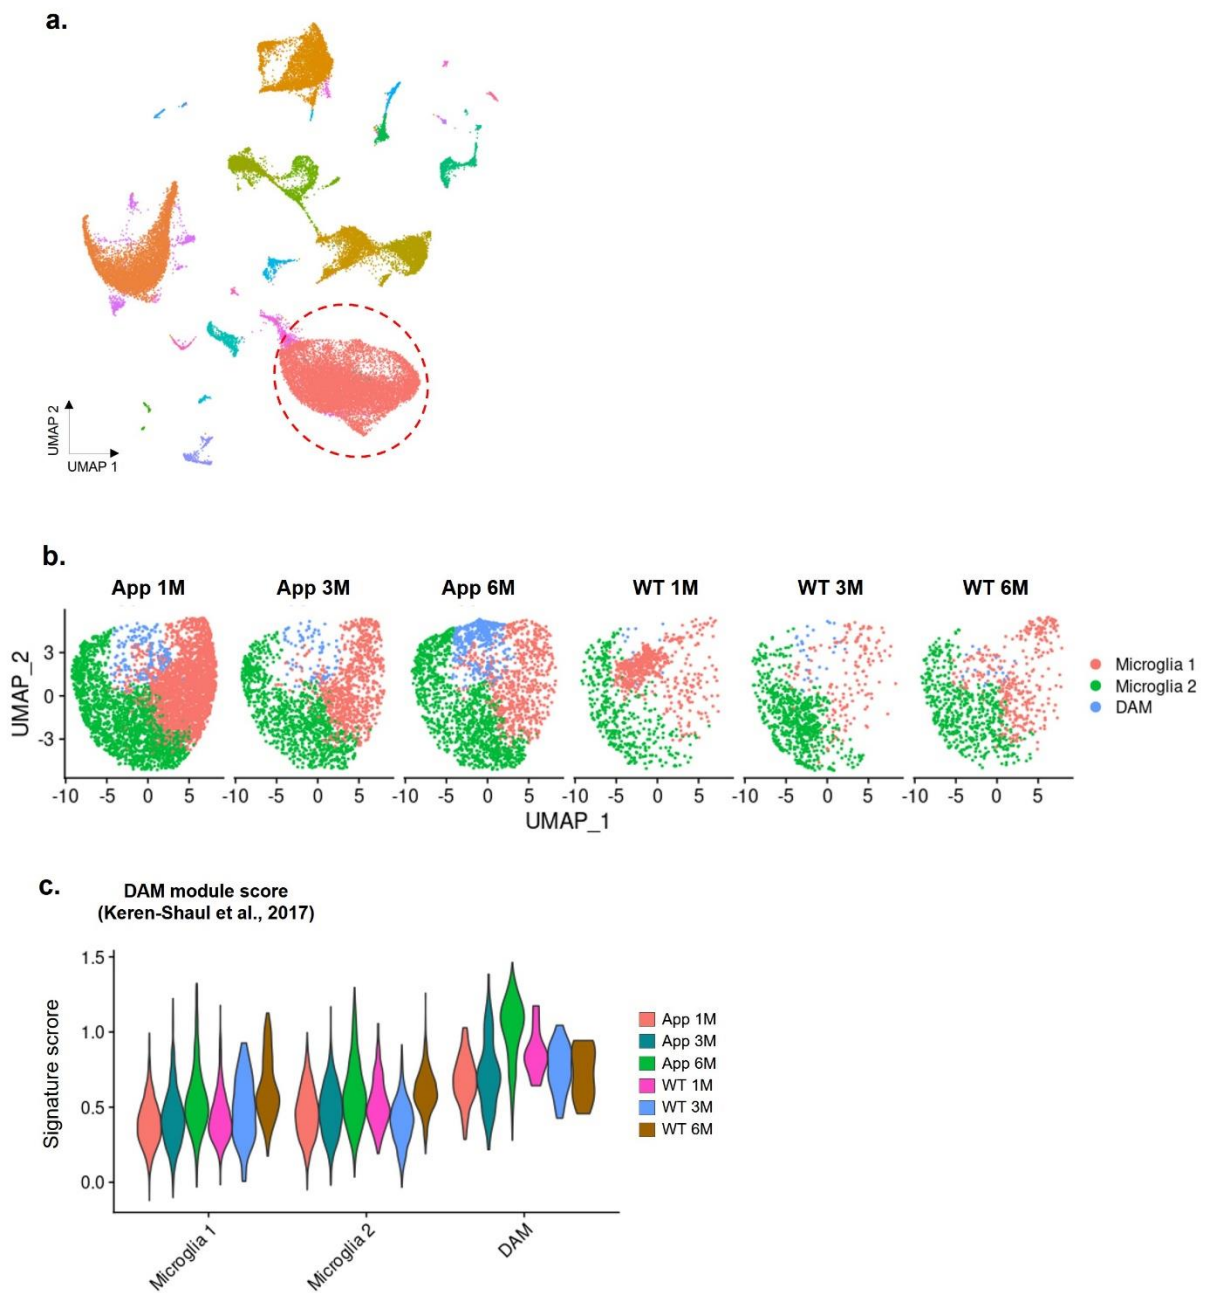 a.
UMAP 2
UMAP 1
b.
App 1M App 3M App 6M WT 1M WT 3M WT 6M
UMAP_2
3
0
-3
Microglia 1
Microglia 2
DAM
-10 -5 0 5 -10 -5 0 5 -10 -5 0 5 -10 -5 0 5 -10 -5 0 5 -10 -5 0 5
UMAP_1
c.
DAM module score
(Keren-Shaul et al., 2017)
Signature score
1.5
1.0
0.5
0.0
App 1M
App 3M
App 6M
WT 1M
WT 3M
WT 6M
Microglia 1
Microglia 2
DAM